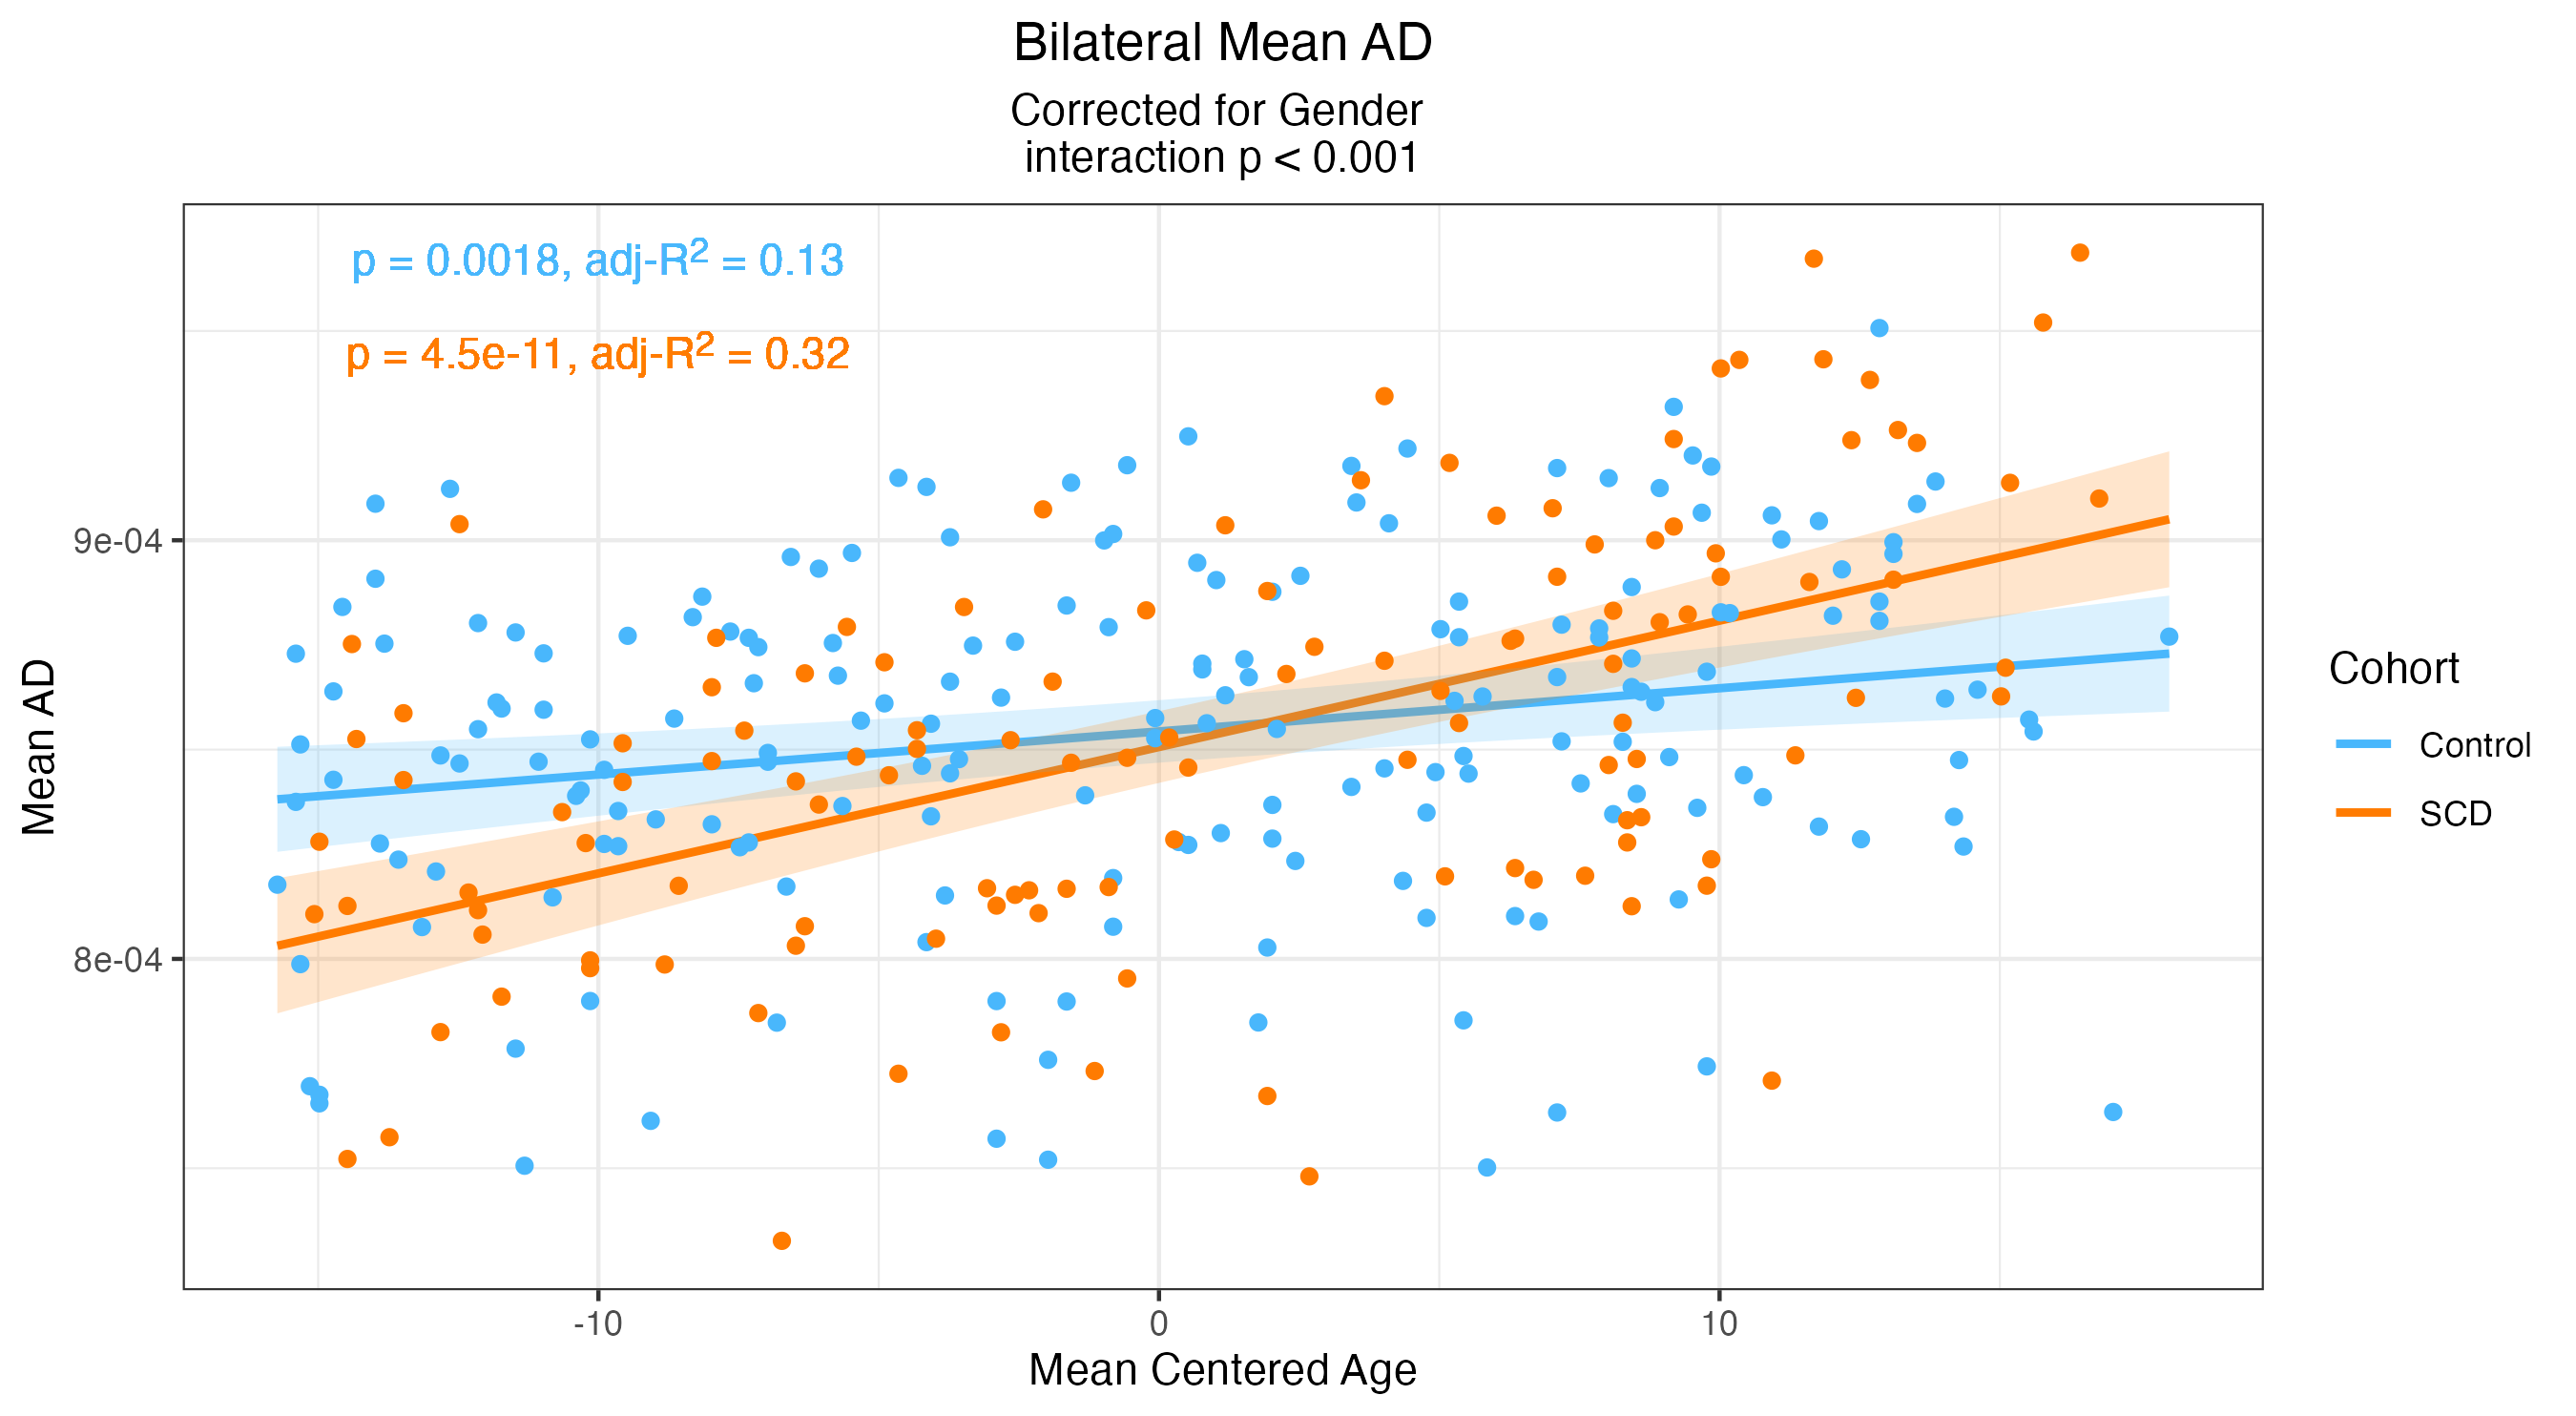 Bilateral Mean AD
Corrected for Gender
interaction p < 0.001
p = 0.0018, adj-R² = 0.13
p = 4.5e-11, adj-R² = 0.32
Mean AD
9e-04
8e-04
-10
0
10
Mean Centered Age
Cohort
Control
SCD